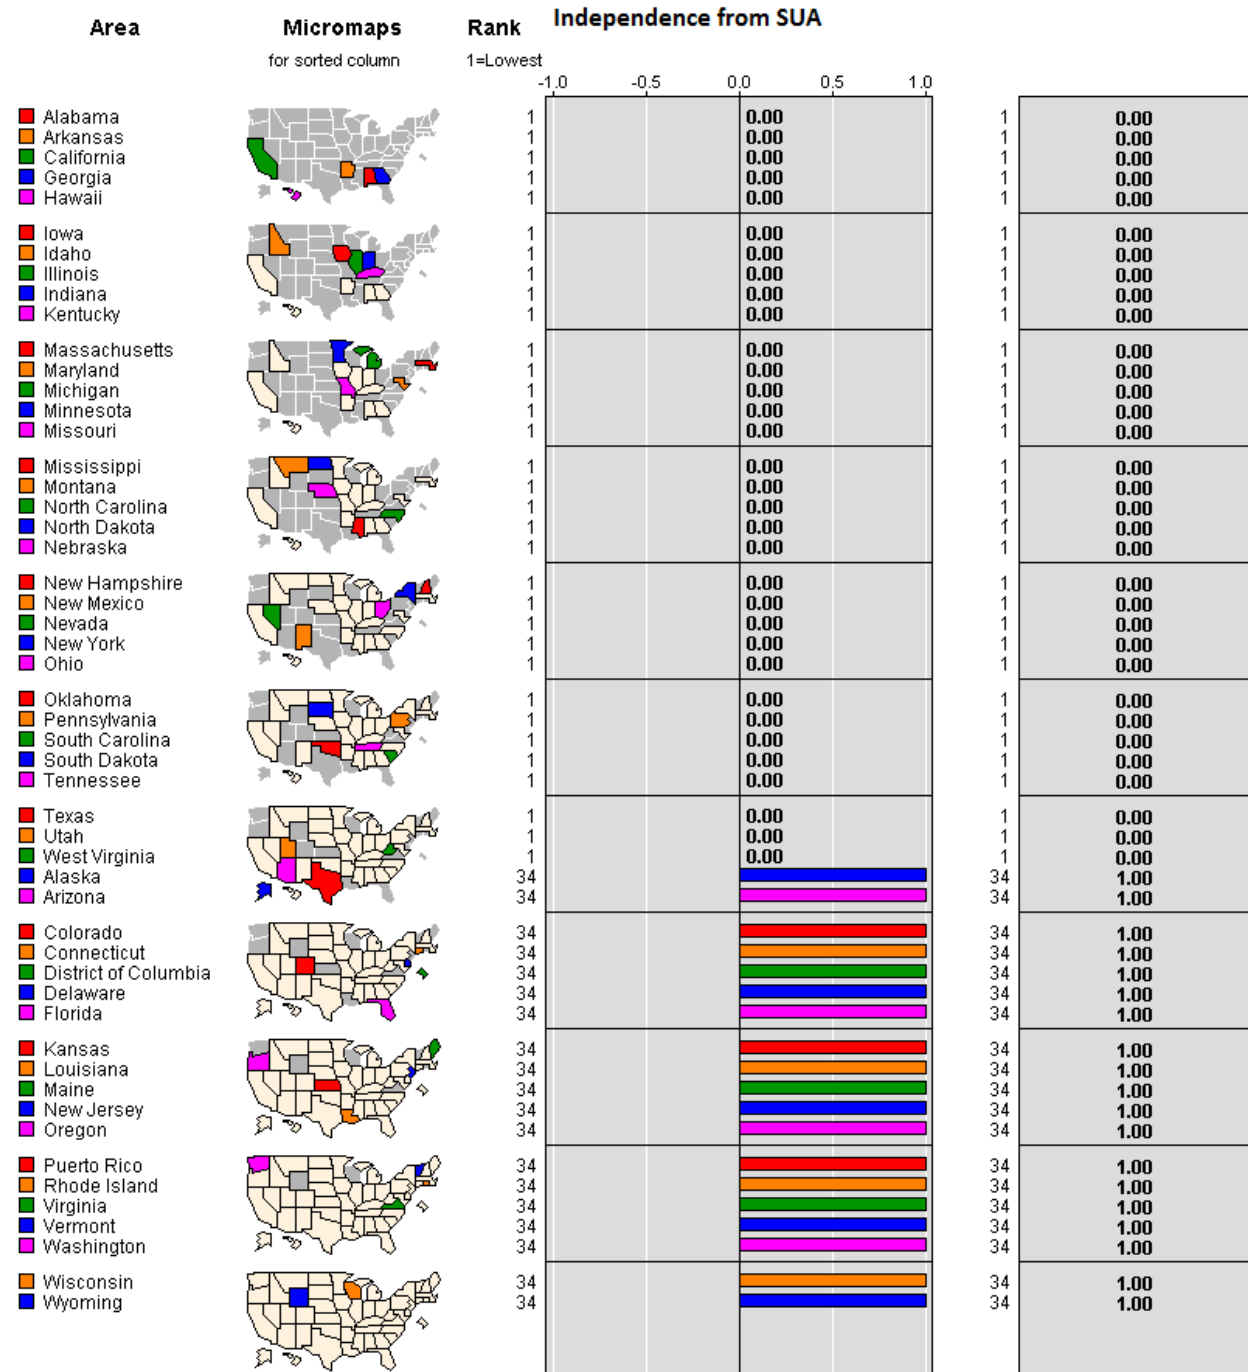 Area Micromaps Rank Independence from SUA
for sorted column 1=Lowest
-1.0 -0.5 0.0 0.5 1.0
Alabama 1 0.00 1 0.00
Arkansas 1 0.00 1 0.00
California 1 0.00 1 0.00
Georgia 1 0.00 1 0.00
Hawaii 1 0.00 1 0.00
Iowa 1 0.00 1 0.00
Idaho 1 0.00 1 0.00
Illinois 1 0.00 1 0.00
Indiana 1 0.00 1 0.00
Kentucky 1 0.00 1 0.00
Massachusetts 1 0.00 1 0.00
Maryland 1 0.00 1 0.00
Michigan 1 0.00 1 0.00
Minnesota 1 0.00 1 0.00
Missouri 1 0.00 1 0.00
Mississippi 1 0.00 1 0.00
Montana 1 0.00 1 0.00
North Carolina 1 0.00 1 0.00
North Dakota 1 0.00 1 0.00
Nebraska 1 0.00 1 0.00
New Hampshire 1 0.00 1 0.00
New Mexico 1 0.00 1 0.00
Nevada 1 0.00 1 0.00
New York 1 0.00 1 0.00
Ohio 1 0.00 1 0.00
Oklahoma 1 0.00 1 0.00
Pennsylvania 1 0.00 1 0.00
South Carolina 1 0.00 1 0.00
South Dakota 1 0.00 1 0.00
Tennessee 1 0.00 1 0.00
Texas 1 0.00 1 0.00
Utah 1 0.00 1 0.00
West Virginia 1 0.00 1 0.00
Alaska 34 34 1.00
Arizona 34 34 1.00
Colorado 34 34 1.00
Connecticut 34 34 1.00
District of Columbia 34 34 1.00
Delaware 34 34 1.00
Florida 34 34 1.00
Kansas 34 34 1.00
Louisiana 34 34 1.00
Maine 34 34 1.00
New Jersey 34 34 1.00
Oregon 34 34 1.00
Puerto Rico 34 34 1.00
Rhode Island 34 34 1.00
Virginia 34 34 1.00
Vermont 34 34 1.00
Washington 34 34 1.00
Wisconsin 34 34 1.00
Wyoming 34 34 1.00